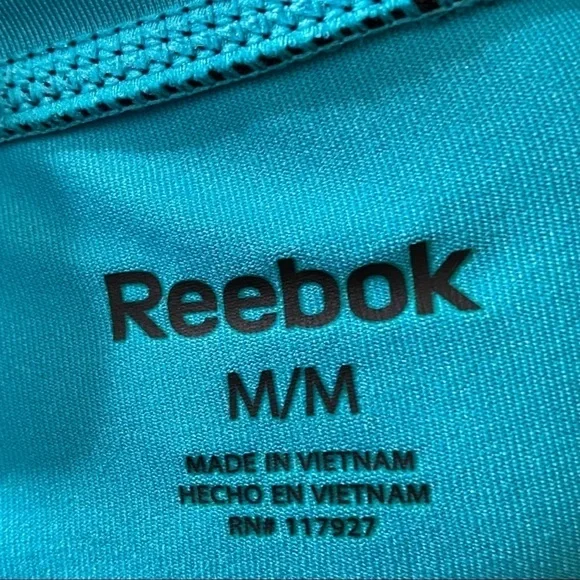 Reebok
M/M
MADE IN VIETNAM
HECHO EN VIETNAM
RN# 117927